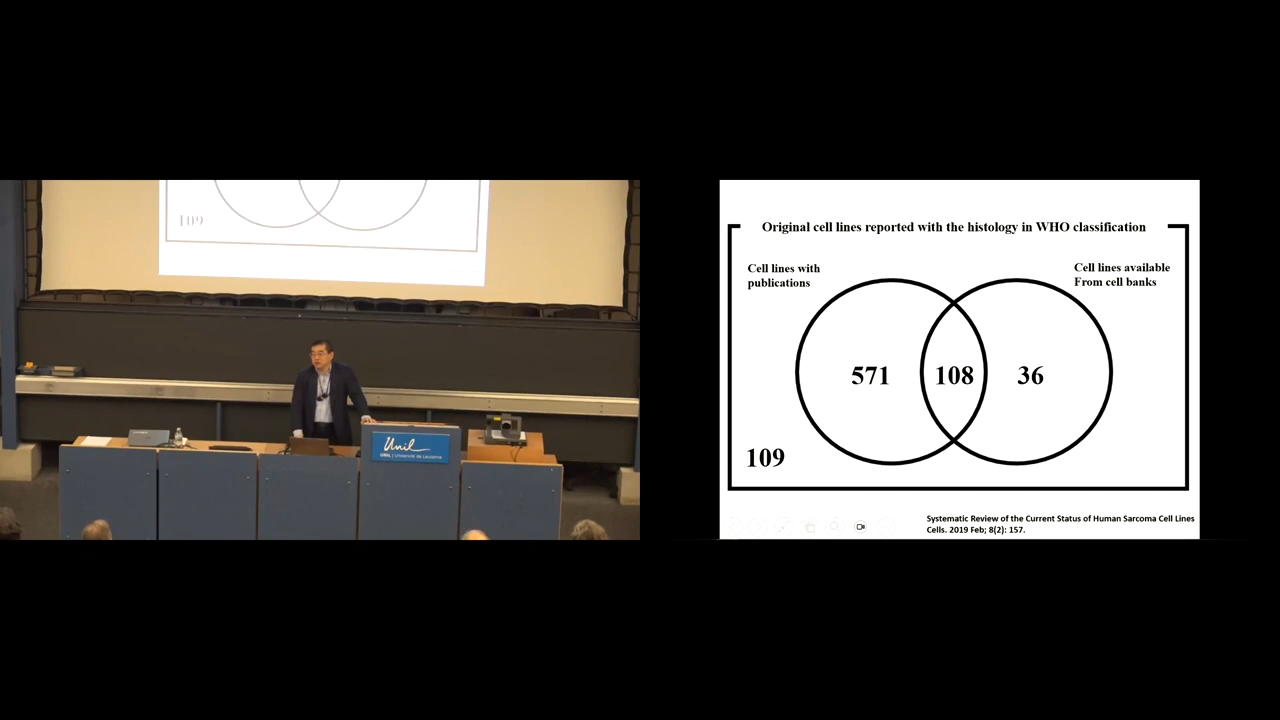 109
Unil
UNIL | Université de Lausanne
Original cell lines reported with the histology in WHO classification
Cell lines with
publications
Cell lines available
From cell banks
571
108
36
109
Systematic Review of the Current Status of Human Sarcoma Cell Lines
Cells. 2019 Feb; 8(2): 157.